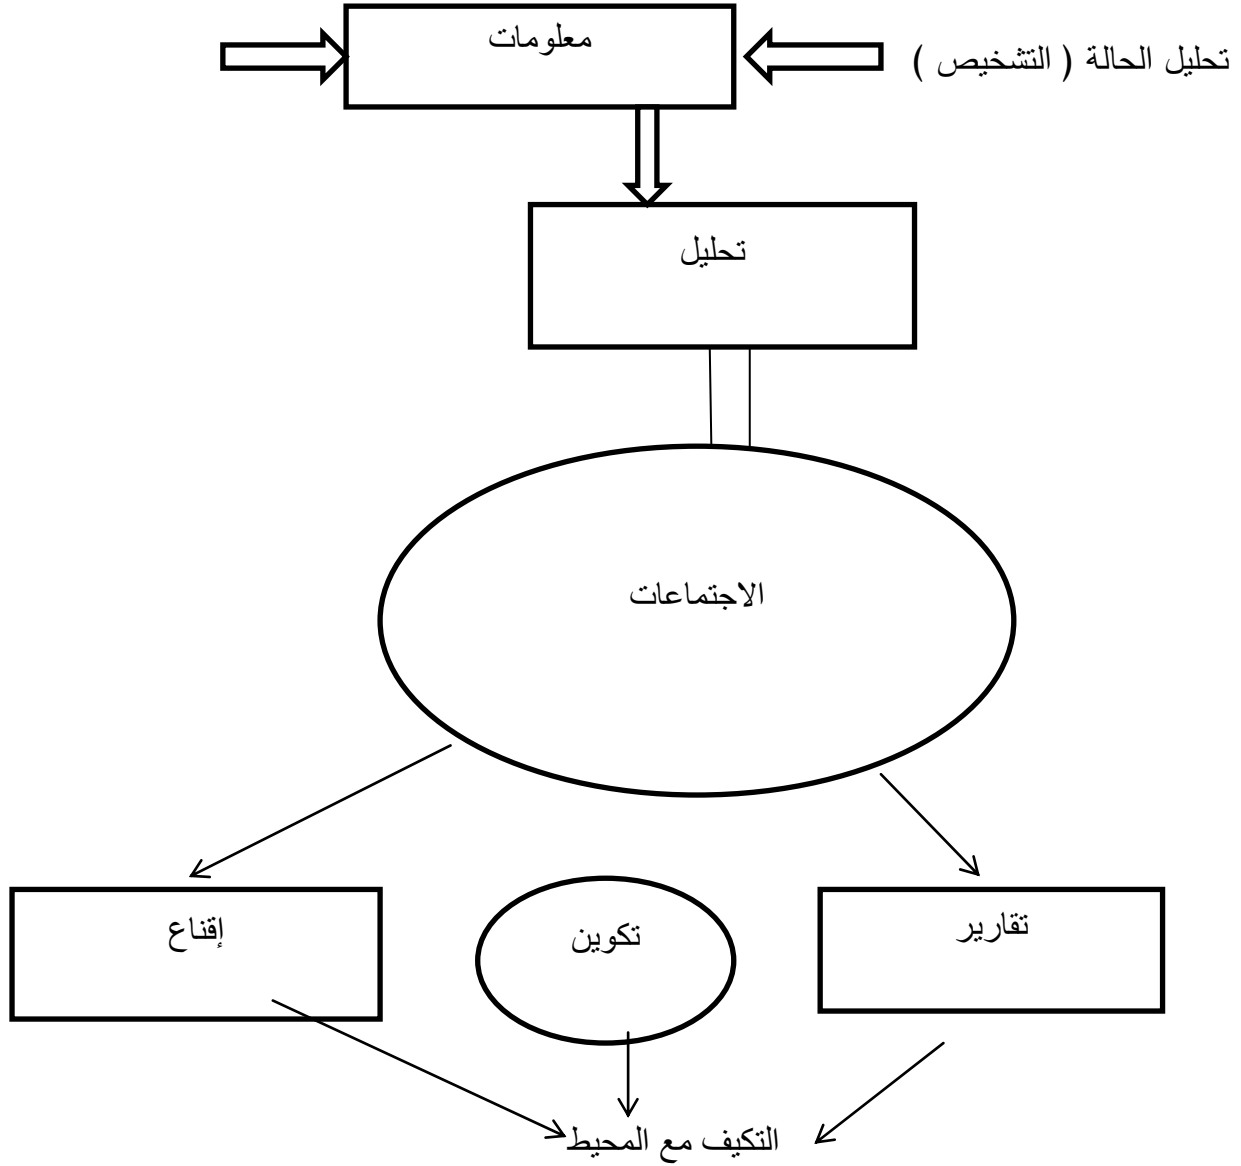 معلومات
تحليل الحالة ( التشخيص )
تحليل
الاجتماعات
تقارير
تكوين
إقناع
التكيف مع المحيط